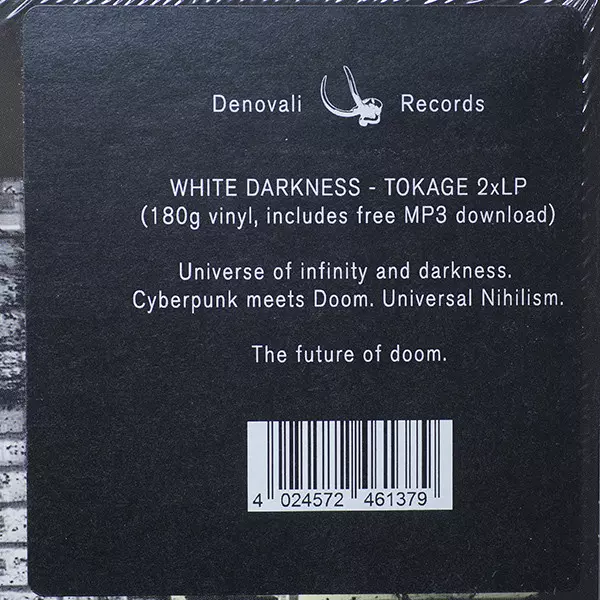 Denovali Records
WHITE DARKNESS - TOKAGE 2xLP
(180g vinyl, includes free MP3 download)
Universe of infinity and darkness.
Cyberpunk meets Doom. Universal Nihilism.
The future of doom.
4 024572 461379